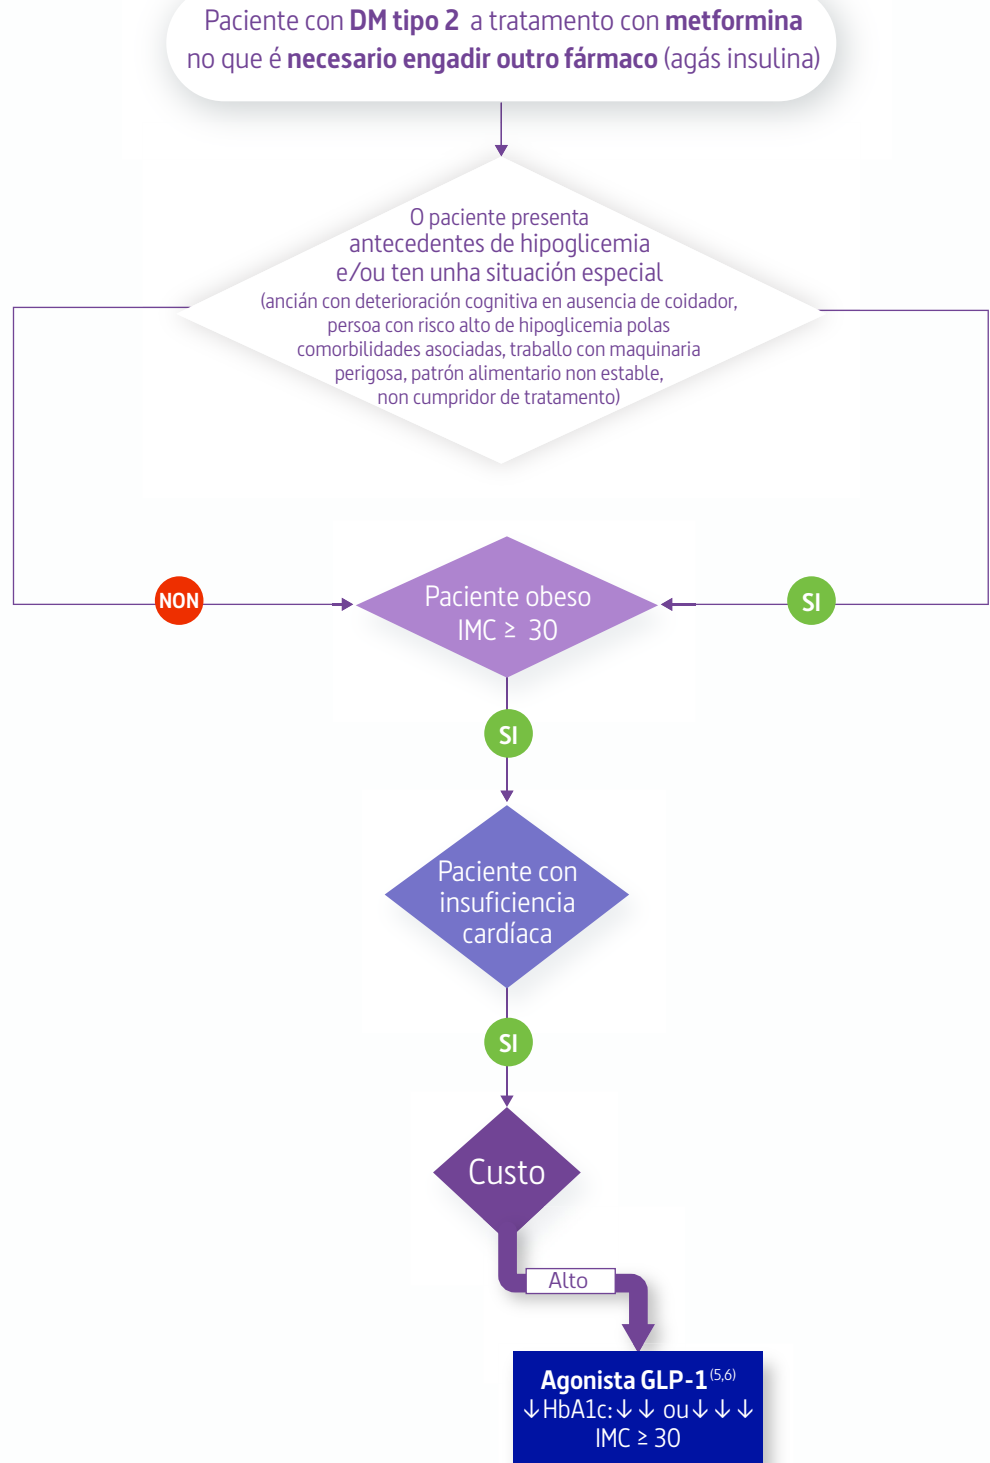 Paciente con DM tipo 2 a tratamento con metformina
no que é necesario engadir outro fármaco (agás insulina)
O paciente presenta
antecedentes de hipoglicemia
e/ou ten unha situación especial
(ancián con deterioración cognitiva en ausencia de coidador,
persoa con risco alto de hipoglicemia polas
comorbilidades asociadas, traballo con maquinaria
perigosa, patrón alimentario non estable,
non cumpridor de tratamento)
NON
Paciente obeso
IMC ≥ 30
SI
SI
Paciente con
insuficiencia
cardíaca
SI
Custo
Alto
Agonista GLP-1 (5,6)
↓HbA1c:↓ ↓ ou↓ ↓ ↓
IMC ≥ 30